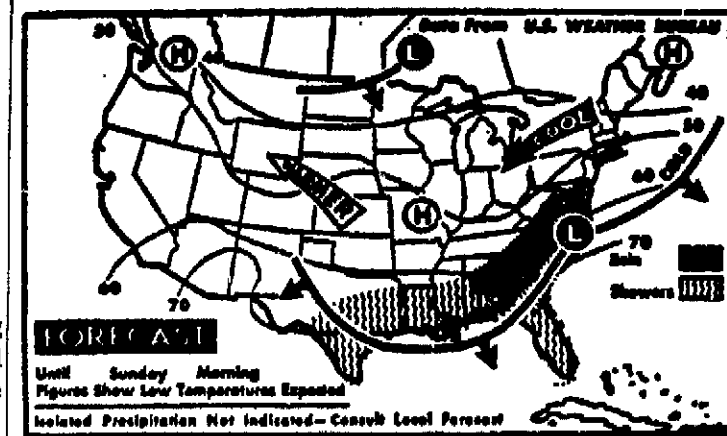 Data From U.S. WEATHER BUREAU
50
H
60
L
H
COOL
40
50
60
COLD
WARMER
H
L
70
Rain
Showers
60
70
FORECAST
Until Sunday Morning
Figures Show Low Temperatures Expected
Isolated Precipitation Not Indicated—Consult Local Forecast